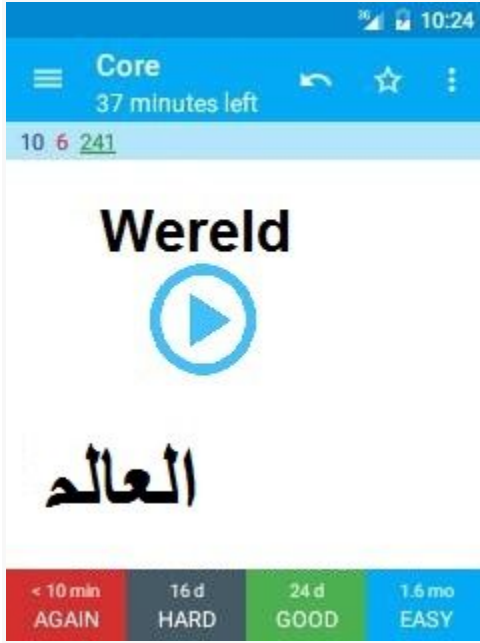 3G 10:24
Core
37 minutes left
10 6 241
Wereld
العالم
< 10 min 16 d 24 d 1.6 mo
AGAIN HARD GOOD EASY